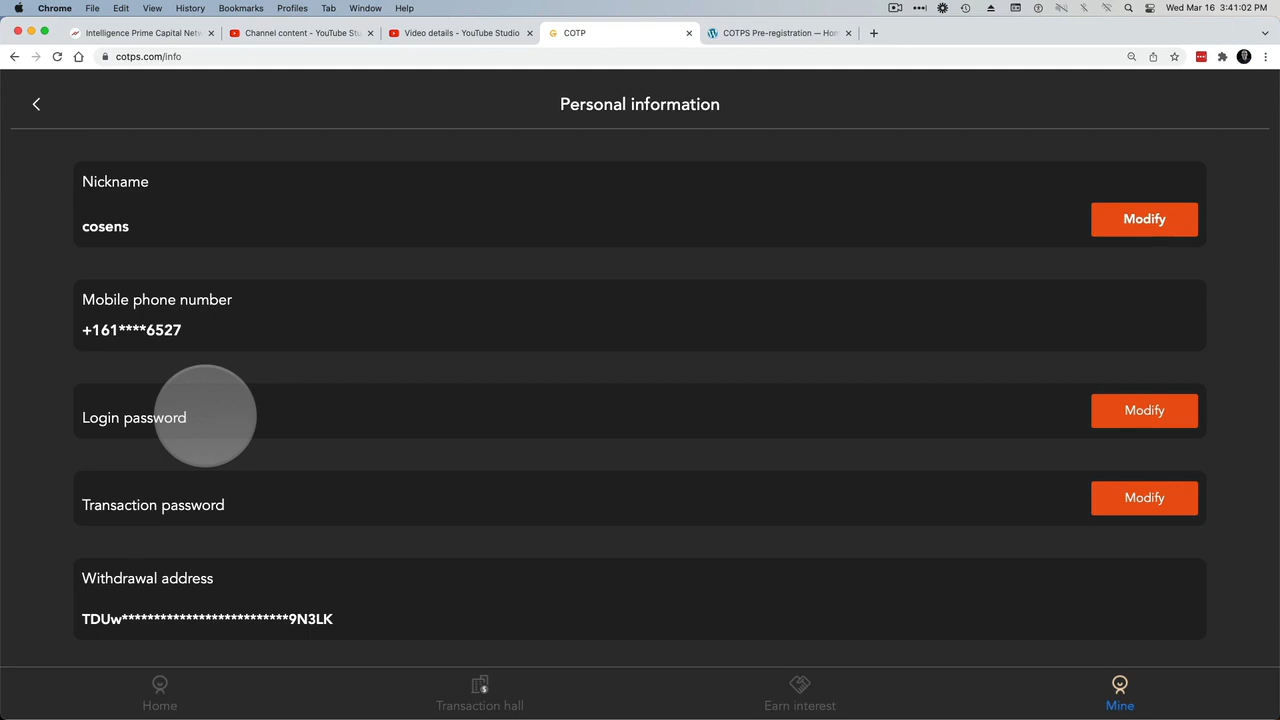 Chrome File Edit View History Bookmarks Profiles Tab Window Help Wed Mar 16 3:41:02 PM
Intelligence Prime Capital Netw Channel content - YouTube Stu Video details - YouTube Studio COTP COTPS Pre-registration — Hom
cotps.com/info
Personal information
Nickname
cosens
Modify
Mobile phone number
+161****6527
Login password
Modify
Transaction password
Modify
Withdrawal address
TDUw**************************9N3LK
Home Transaction hall Earn interest Mine